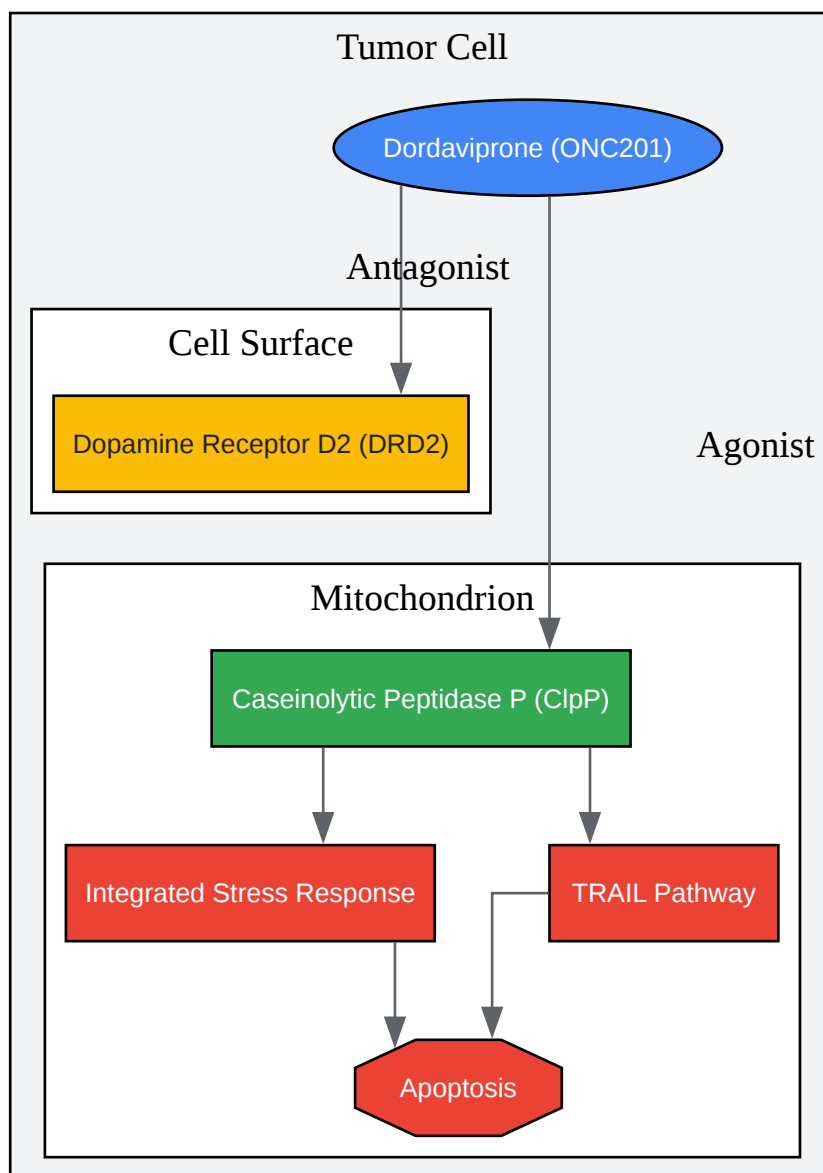 Tumor Cell
Dordaviprone (ONC201)
Antagonist
Cell Surface
Dopamine Receptor D2 (DRD2)
Agonist
Mitochondrion
Caseinolytic Peptidase P (ClpP)
Integrated Stress Response
TRAIL Pathway
Apoptosis